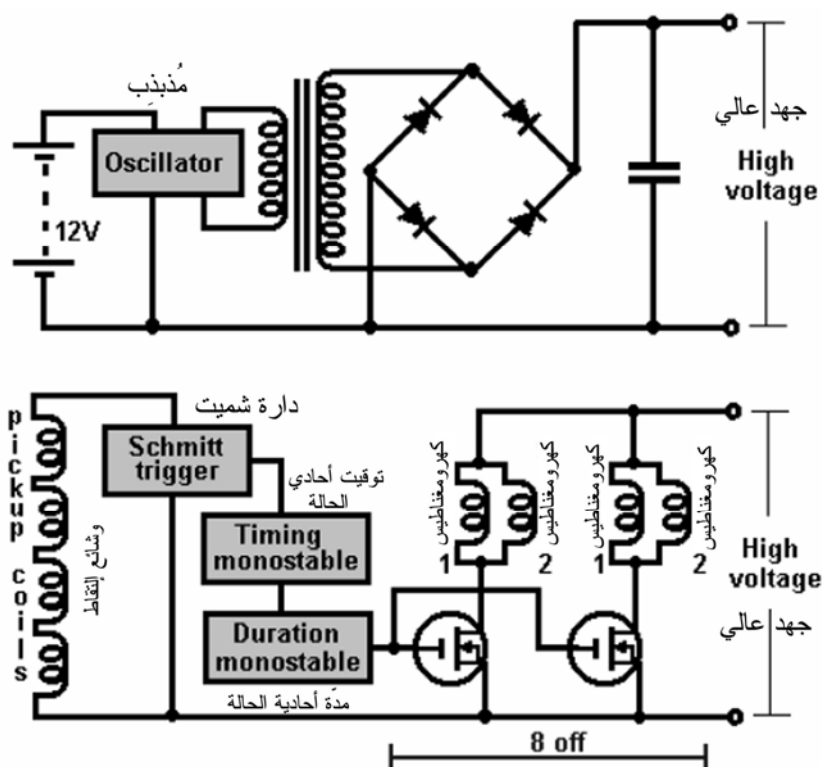 مُذبذِب
Oscillator
12V
جهد عالي
High
voltage
pickup coils
وشائع إلتقاط
دارة شميت
Schmitt
trigger
توقيت أحادي
الحالة
Timing
monostable
Duration
monostable
مدّة أحادية الحالة
كهرومغناطيس
1
كهرومغناطيس
2
كهرومغناطيس
1
كهرومغناطيس
2
High
voltage
جهد عالي
8 off